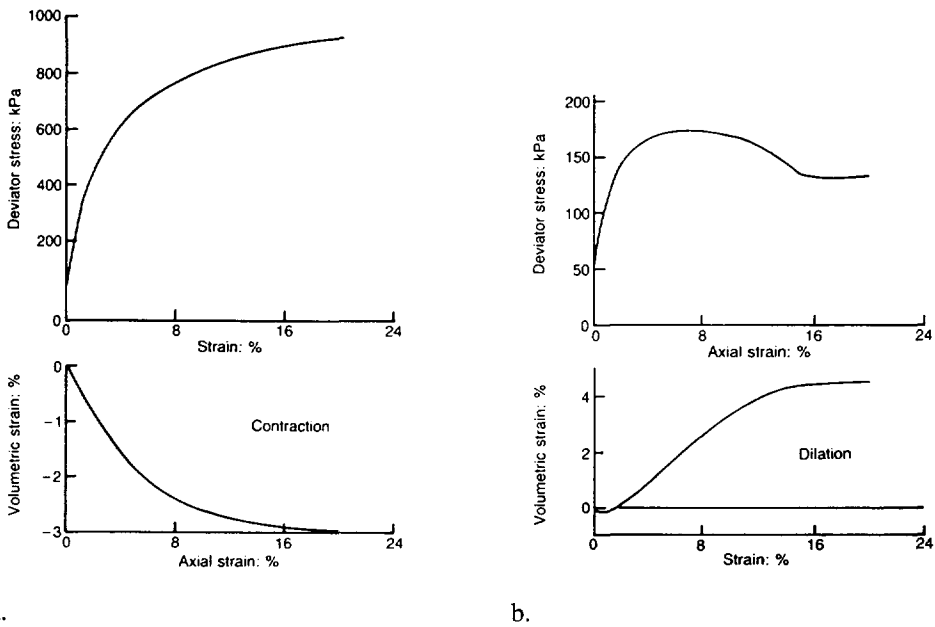 1000
800
600
400
200
0
Deviator stress: kPa
0 8 16 24
Strain: %
0
−1
−2
−3
Volumetric strain: %
Contraction
0 8 16 24
Axial strain: %
200
150
100
50
0
Deviator stress: kPa
0 8 16 24
Axial strain: %
4
2
0
Volumetric strain: %
Dilation
0 8 16 24
Strain: %
b.